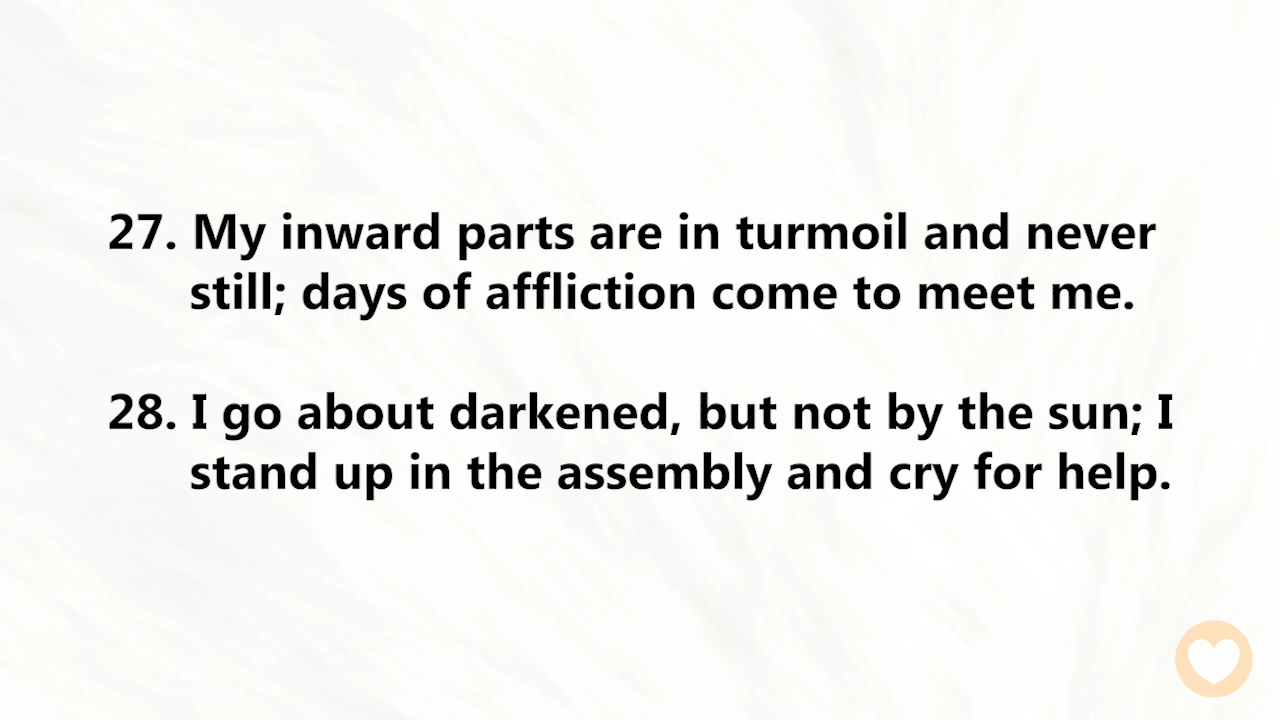 27. My inward parts are in turmoil and never
still; days of affliction come to meet me.
28. I go about darkened, but not by the sun; I
stand up in the assembly and cry for help.